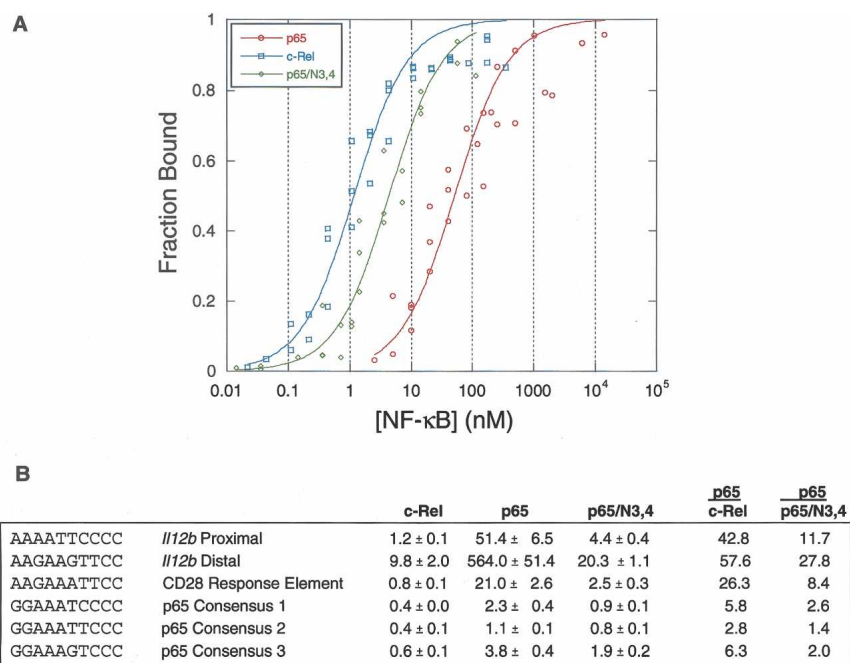 A
p65
c-Rel
p65/N3,4
1
0.8
0.6
0.4
0.2
0
Fraction Bound
0.01 0.1 1 10 100 1000 10⁴ 10⁵
[NF-κB] (nM)
B
c-Rel p65 p65/N3,4 p65/c-Rel p65/p65/N3,4
AAAATTCCCC Il12b Proximal 1.2 ± 0.1 51.4 ± 6.5 4.4 ± 0.4 42.8 11.7
AAGAAGTTCC Il12b Distal 9.8 ± 2.0 564.0 ± 51.4 20.3 ± 1.1 57.6 27.8
AAGAAATTCC CD28 Response Element 0.8 ± 0.1 21.0 ± 2.6 2.5 ± 0.3 26.3 8.4
GGAAATCCCC p65 Consensus 1 0.4 ± 0.0 2.3 ± 0.4 0.9 ± 0.1 5.8 2.6
GGAAATTCCC p65 Consensus 2 0.4 ± 0.1 1.1 ± 0.1 0.8 ± 0.1 2.8 1.4
GGAAAGTCCC p65 Consensus 3 0.6 ± 0.1 3.8 ± 0.4 1.9 ± 0.2 6.3 2.0